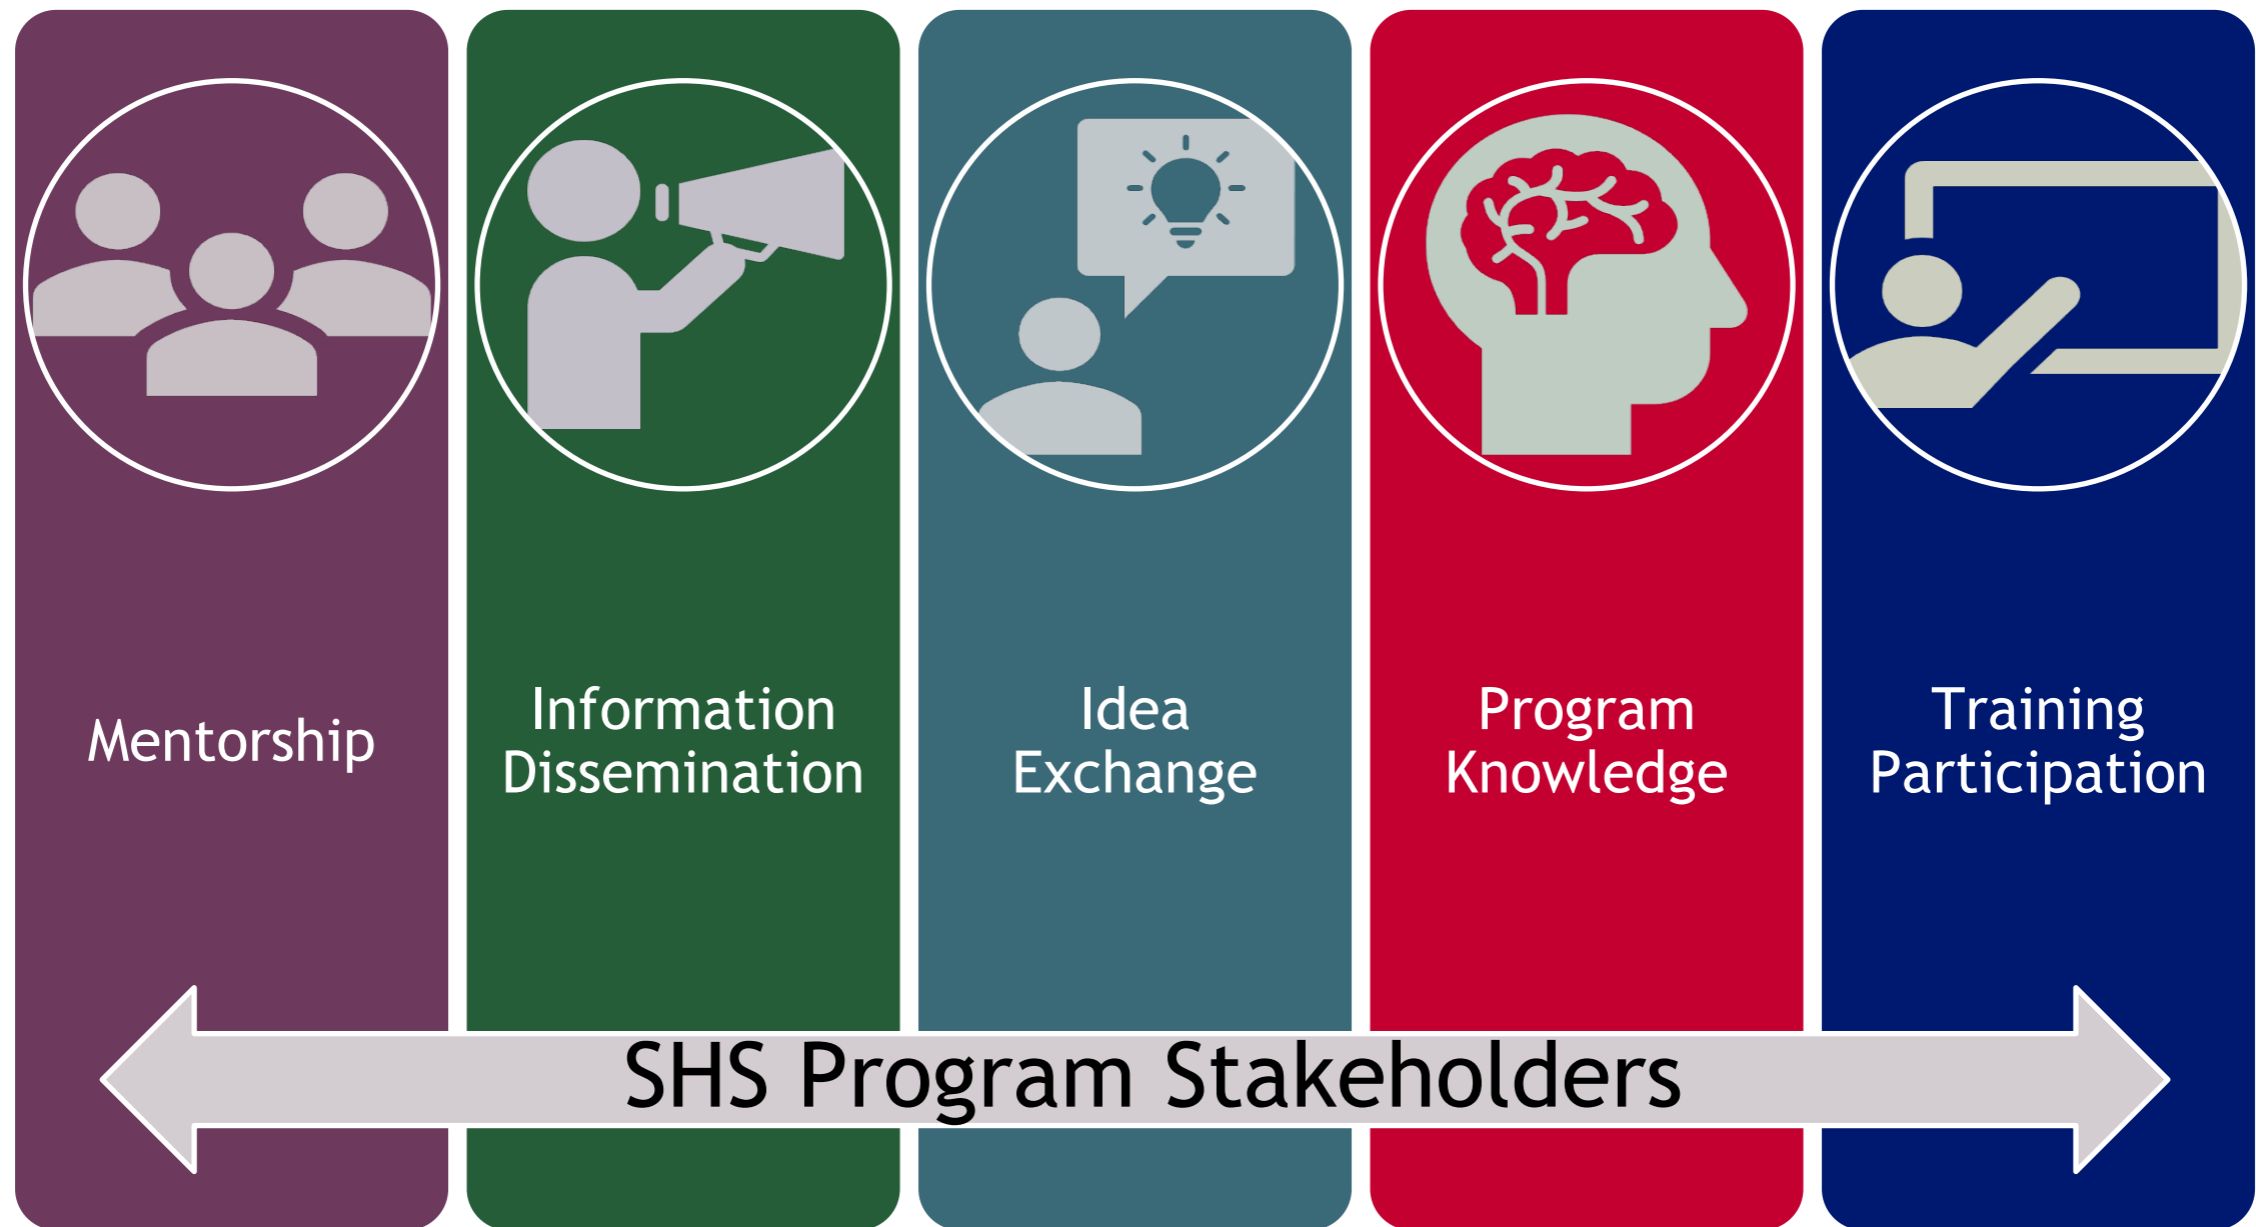 Mentorship
Information
Dissemination
Idea
Exchange
Program
Knowledge
Training
Participation
SHS Program Stakeholders